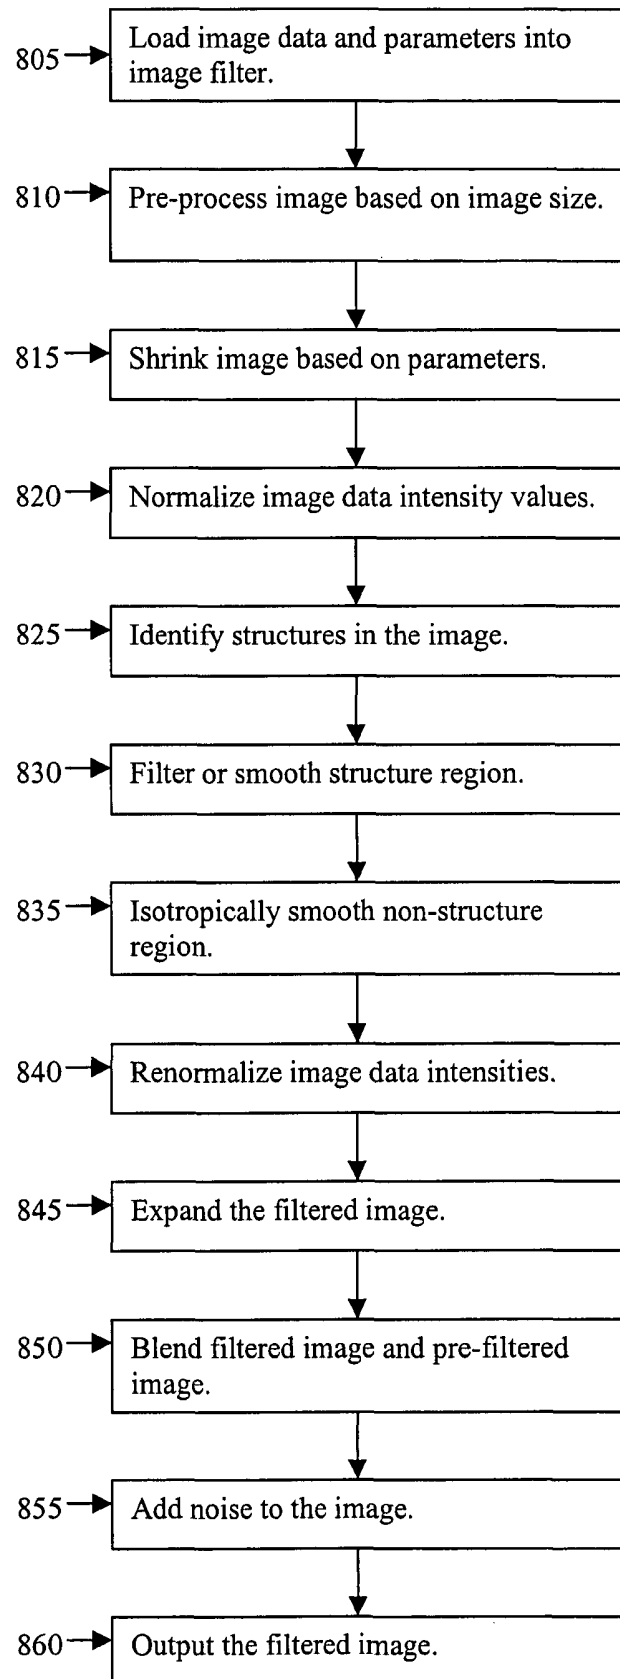 805
Load image data and parameters into
image filter.
810
Pre-process image based on image size.
815
Shrink image based on parameters.
820
Normalize image data intensity values.
825
Identify structures in the image.
830
Filter or smooth structure region.
835
Isotropically smooth non-structure
region.
840
Renormalize image data intensities.
845
Expand the filtered image.
850
Blend filtered image and pre-filtered
image.
855
Add noise to the image.
860
Output the filtered image.